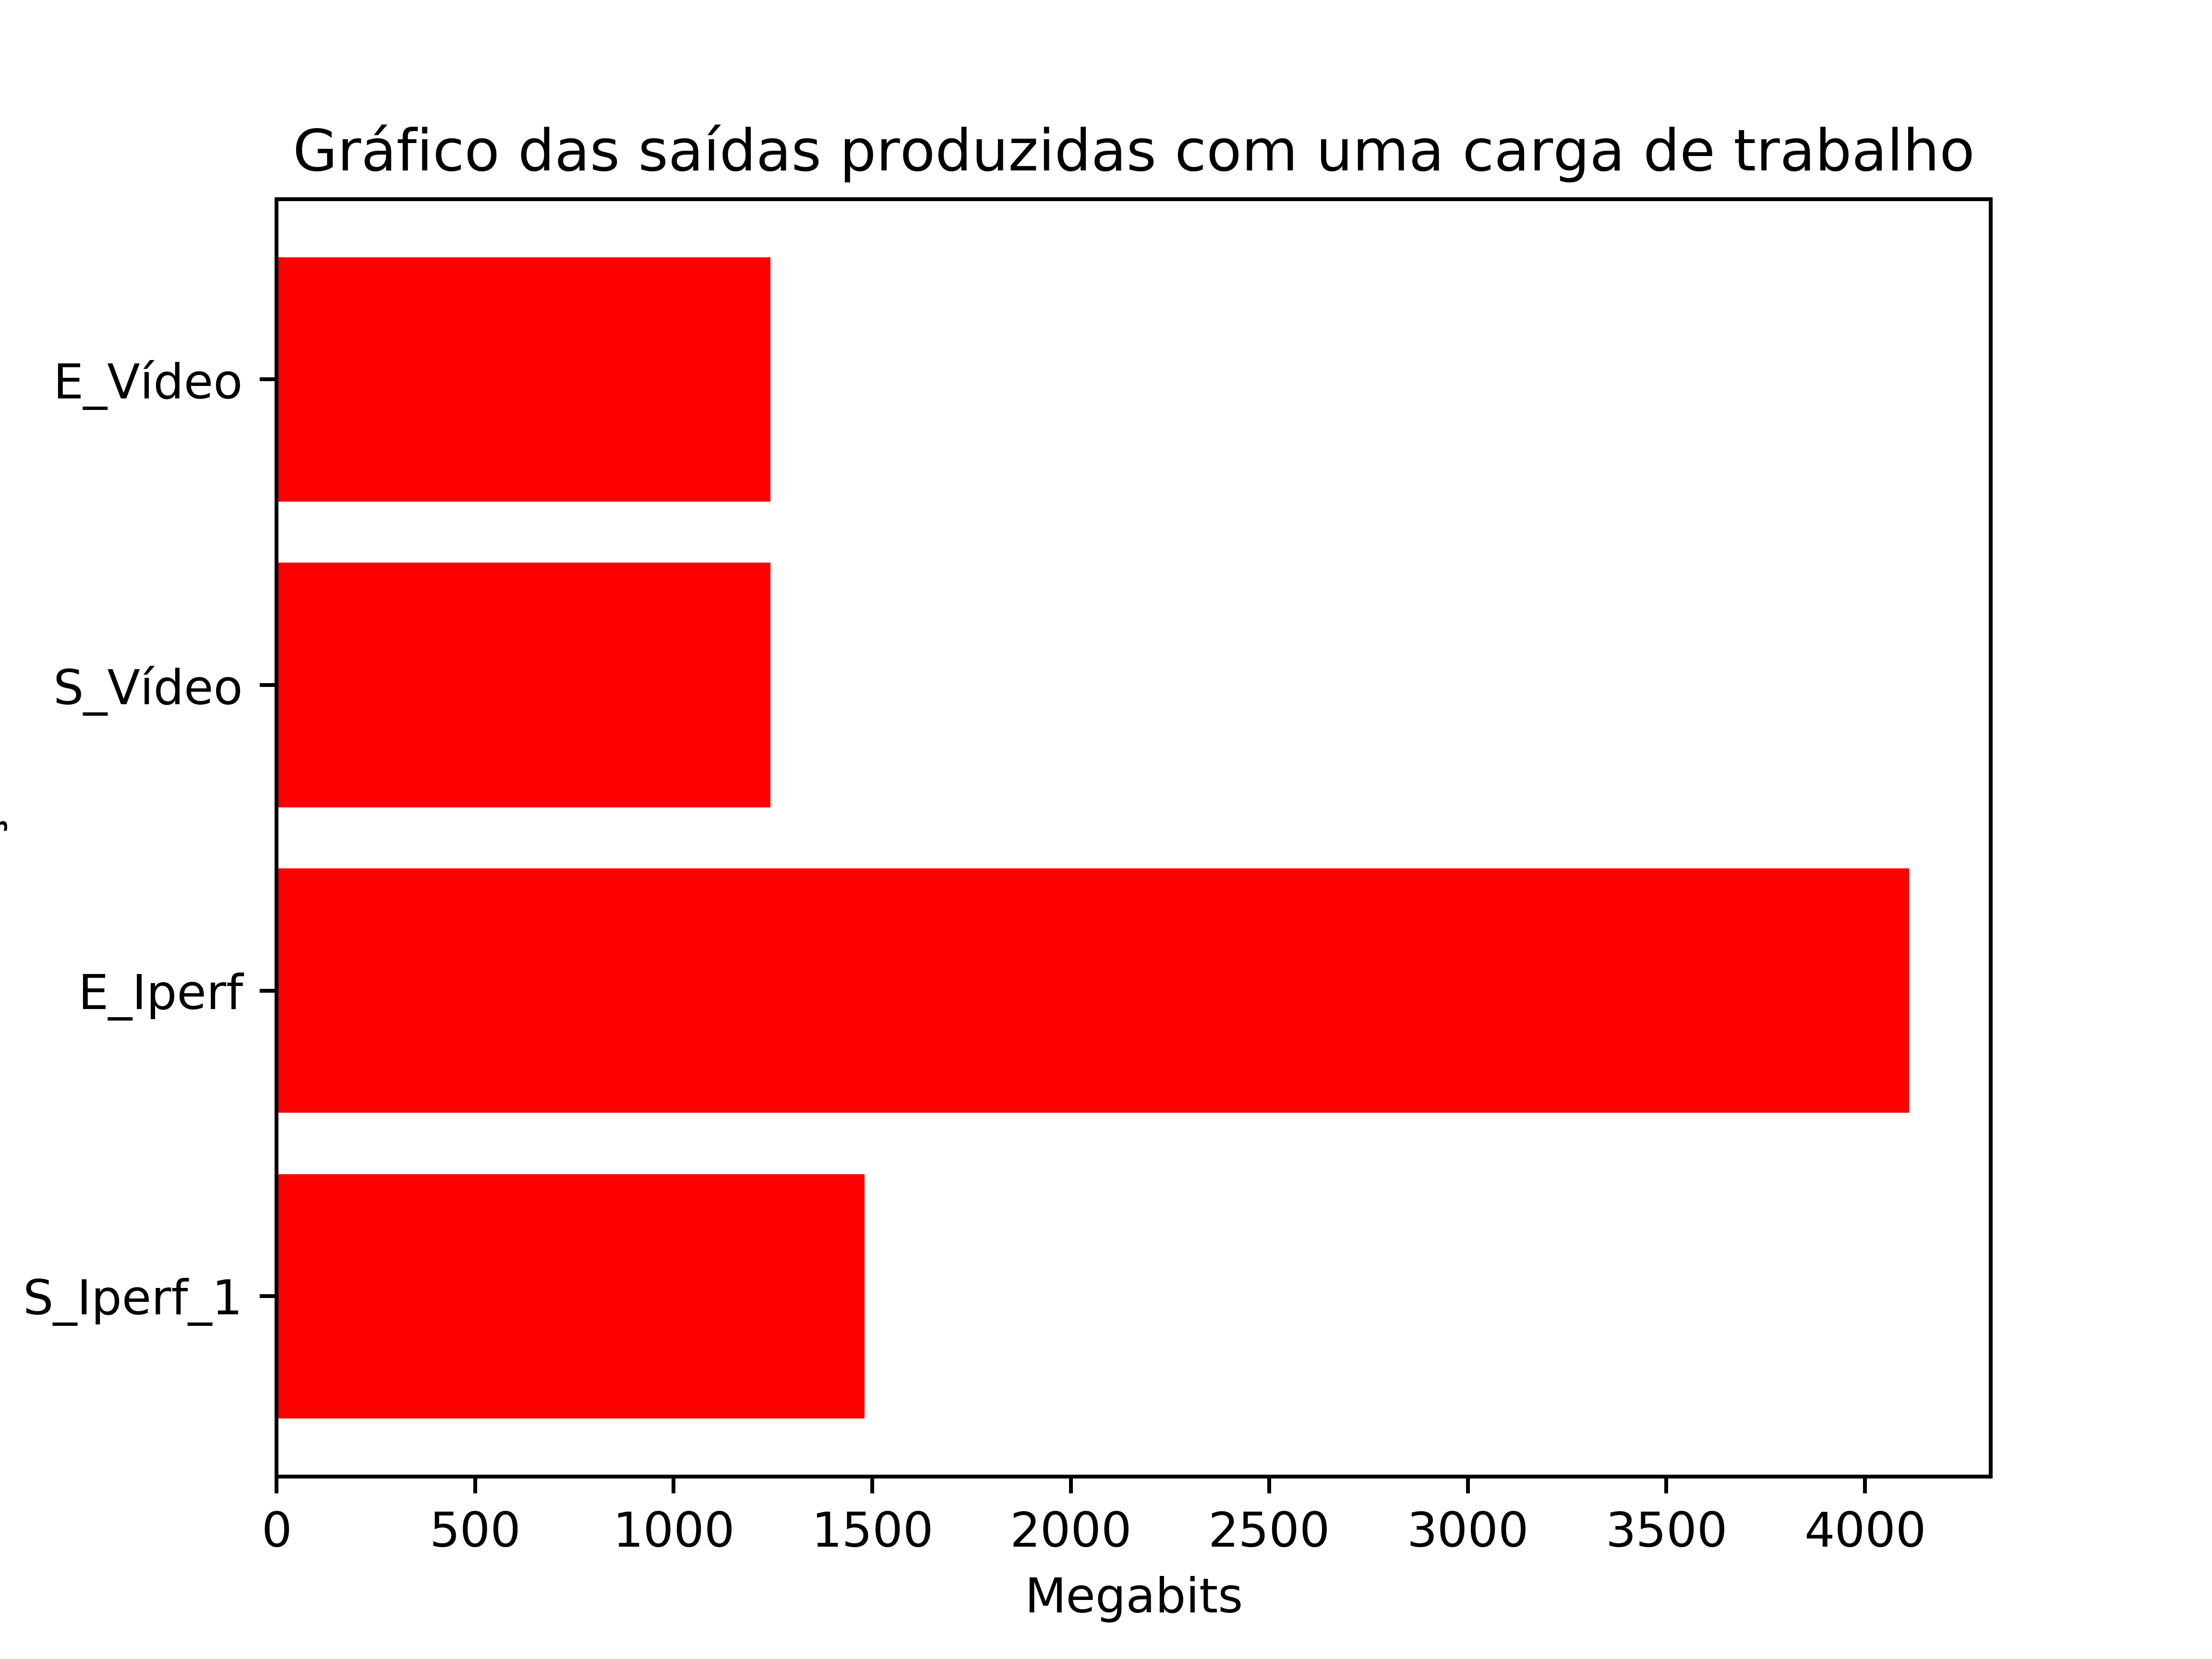 Gráfico das saídas produzidas com uma carga de trabalho
E_Vídeo
S_Vídeo
E_Iperf
S_Iperf_1
0 500 1000 1500 2000 2500 3000 3500 4000
Megabits